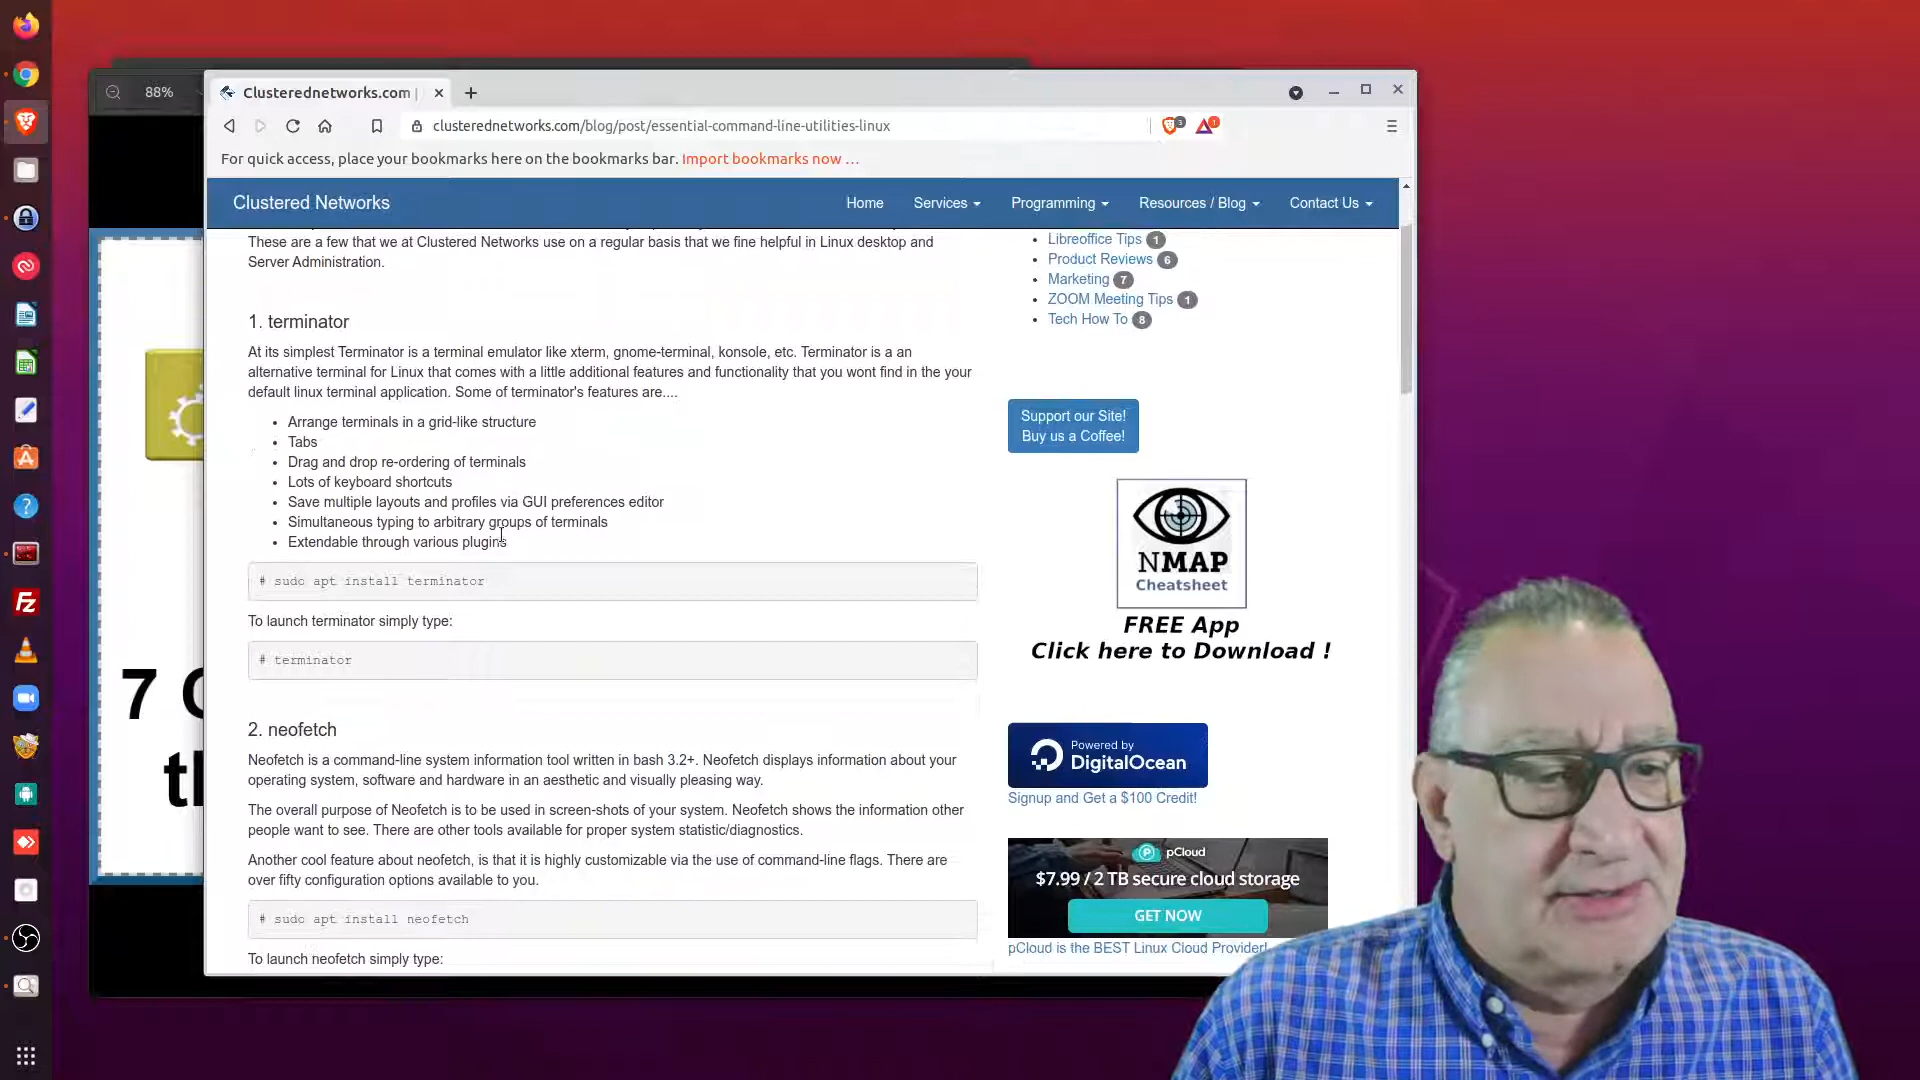 88%
Clusterednetworks.com |
clusterednetworks.com/blog/post/essential-command-line-utilities-linux
3
1
For quick access, place your bookmarks here on the bookmarks bar. Import bookmarks now ...
Clustered Networks
Home
Services
Programming
Resources / Blog
Contact Us
These are a few that we at Clustered Networks use on a regular basis that we fine helpful in Linux desktop and
Server Administration.
1. terminator
At its simplest Terminator is a terminal emulator like xterm, gnome-terminal, konsole, etc. Terminator is a an
alternative terminal for Linux that comes with a little additional features and functionality that you wont find in the your
default linux terminal application. Some of terminator's features are....
Arrange terminals in a grid-like structure
Tabs
Drag and drop re-ordering of terminals
Lots of keyboard shortcuts
Save multiple layouts and profiles via GUI preferences editor
Simultaneous typing to arbitrary groups of terminals
Extendable through various plugins
# sudo apt install terminator
To launch terminator simply type:
# terminator
2. neofetch
Neofetch is a command-line system information tool written in bash 3.2+. Neofetch displays information about your
operating system, software and hardware in an aesthetic and visually pleasing way.
The overall purpose of Neofetch is to be used in screen-shots of your system. Neofetch shows the information other
people want to see. There are other tools available for proper system statistic/diagnostics.
Another cool feature about neofetch, is that it is highly customizable via the use of command-line flags. There are
over fifty configuration options available to you.
# sudo apt install neofetch
To launch neofetch simply type:
Libreoffice Tips 1
Product Reviews 6
Marketing 7
ZOOM Meeting Tips 1
Tech How To 8
Support our Site!
Buy us a Coffee!
NMAP
Cheatsheet
FREE App
Click here to Download !
Powered by
DigitalOcean
Signup and Get a $100 Credit!
pCloud
$7.99 / 2 TB secure cloud storage
GET NOW
pCloud is the BEST Linux Cloud Provider!
7
Fz